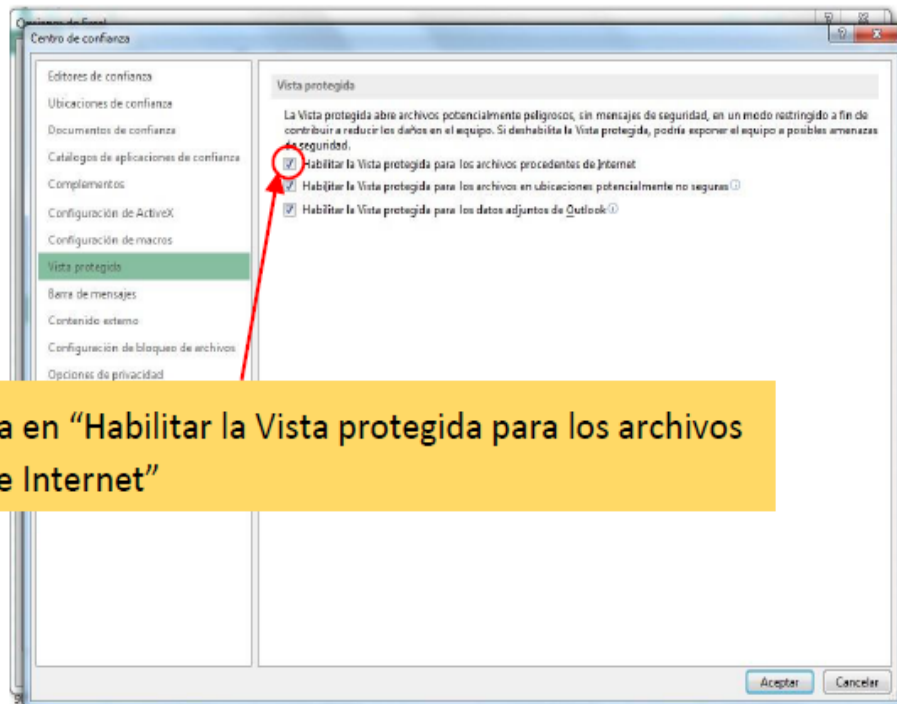 Opciones de Excel
Centro de confianza
Editores de confianza
Ubicaciones de confianza
Documentos de confianza
Catálogos de aplicaciones de confianza
Complementos
Configuración de ActiveX
Configuración de macros
Vista protegida
Barra de mensajes
Contenido externo
Configuración de bloqueo de archivos
Opciones de privacidad
Vista protegida
La Vista protegida abre archivos potencialmente peligrosos, sin mensajes de seguridad, en un modo restringido a fin de
contribuir a reducir los daños en el equipo. Si deshabilita la Vista protegida, podría exponer el equipo a posibles amenazas
de seguridad.
Habilitar la Vista protegida para los archivos procedentes de Internet
Habilitar la Vista protegida para los archivos en ubicaciones potencialmente no seguras
Habilitar la Vista protegida para los datos adjuntos de Outlook
a en “Habilitar la Vista protegida para los archivos
e Internet”
Aceptar
Cancelar